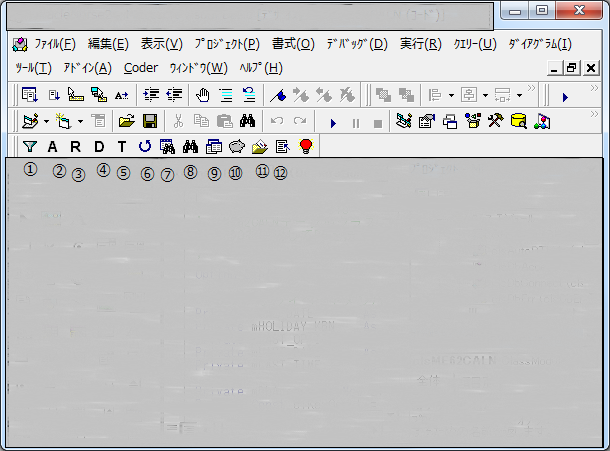 ﾌｧｲﾙ(F) 編集(E) 表示(V) ﾌﾟﾛｼﾞｪｸﾄ(P) 書式(O) ﾃﾞﾊﾞｯｸﾞ(D) 実行(R) ｸｴﾘｰ(U) ﾀﾞｲｱｸﾞﾗﾑ(I)
ﾂｰﾙ(T) ｱﾄﾞｲﾝ(A) Coder ｳｨﾝﾄﾞｳ(W) ﾍﾙﾌﾟ(H)
A R D T
① ② ③ ④ ⑤ ⑥ ⑦ ⑧ ⑨ ⑩ ⑪ ⑫
mHOLIDAY